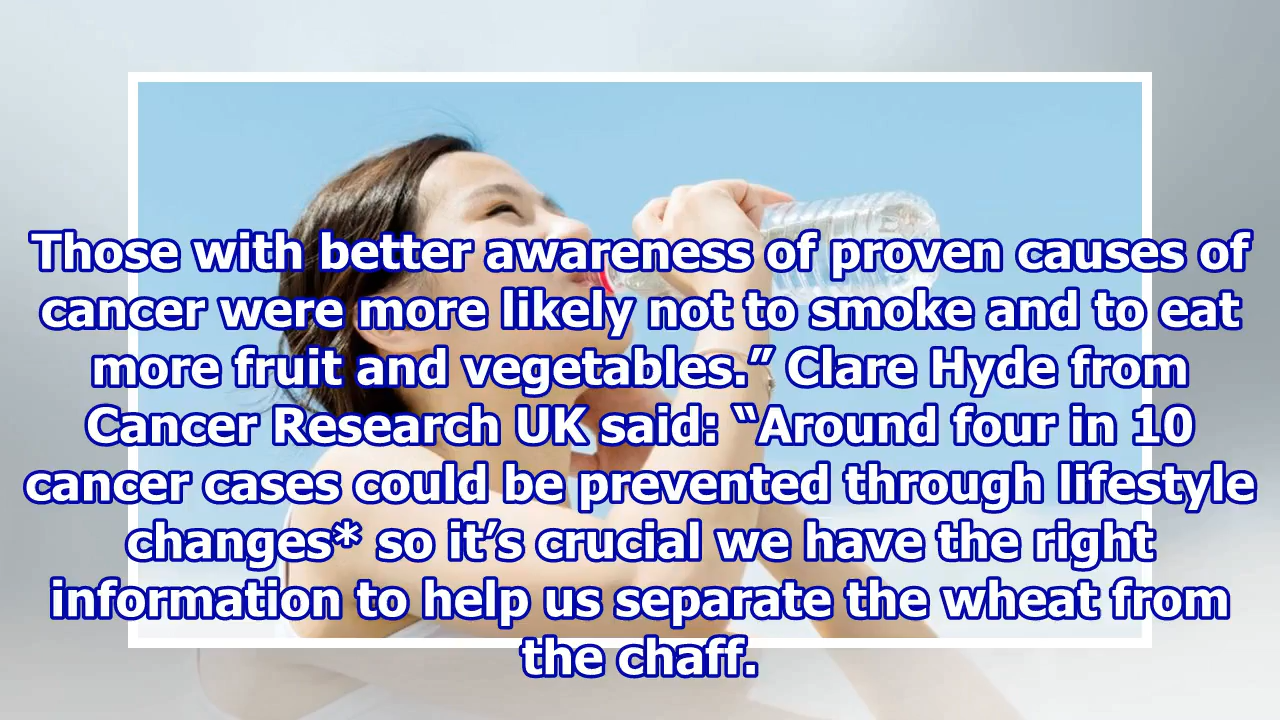 Those with better awareness of proven causes of
cancer were more likely not to smoke and to eat
more fruit and vegetables.” Clare Hyde from
Cancer Research UK said: “Around four in 10
cancer cases could be prevented through lifestyle
changes* so it’s crucial we have the right
information to help us separate the wheat from
the chaff.